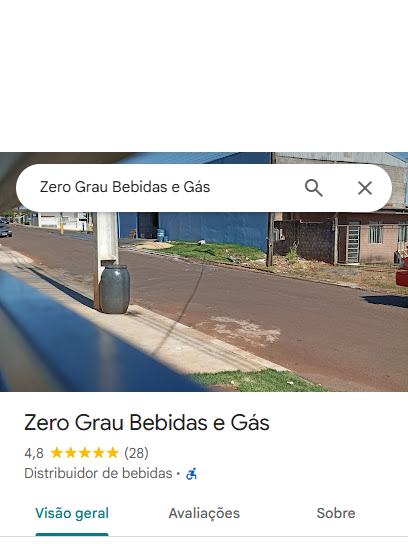 Zero Grau Bebidas e Gás
Zero Grau Bebidas e Gás
4,8 (28)
Distribuidor de bebidas ·
Visão geral
Avaliações
Sobre